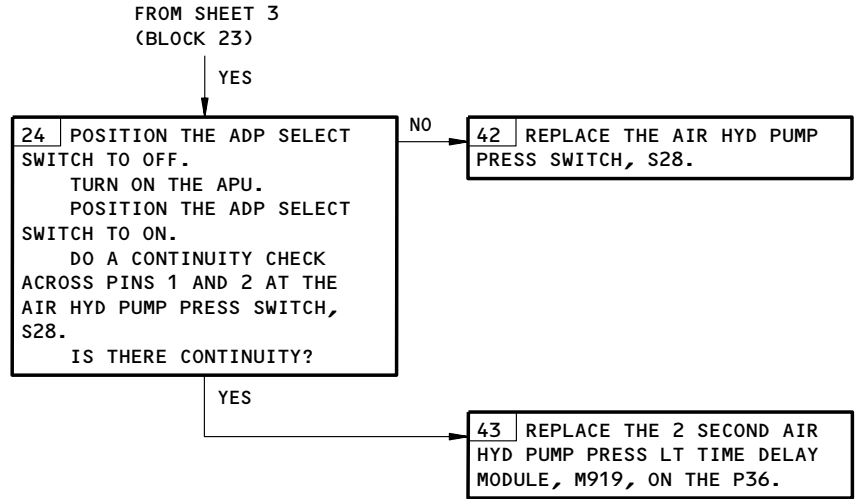 FROM SHEET 3
(BLOCK 23)
YES
24 POSITION THE ADP SELECT
SWITCH TO OFF.
TURN ON THE APU.
POSITION THE ADP SELECT
SWITCH TO ON.
DO A CONTINUITY CHECK
ACROSS PINS 1 AND 2 AT THE
AIR HYD PUMP PRESS SWITCH,
S28.
IS THERE CONTINUITY?
NO
42 REPLACE THE AIR HYD PUMP
PRESS SWITCH, S28.
YES
43 REPLACE THE 2 SECOND AIR
HYD PUMP PRESS LT TIME DELAY
MODULE, M919, ON THE P36.